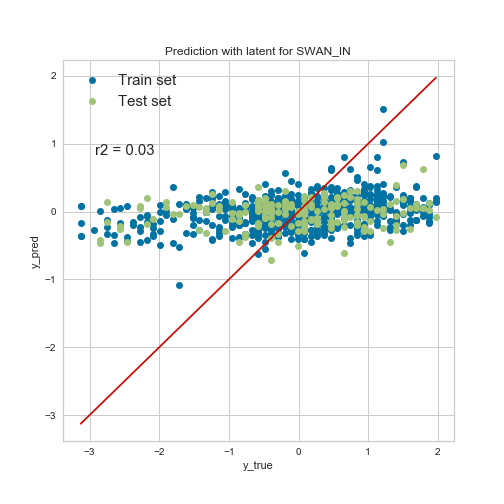 Prediction with latent for SWAN_IN
Train set
Test set
r2 = 0.03
y_pred
2
1
0
−1
−2
−3
−3
−2
−1
0
1
2
y_true